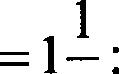 = 1 1/ :